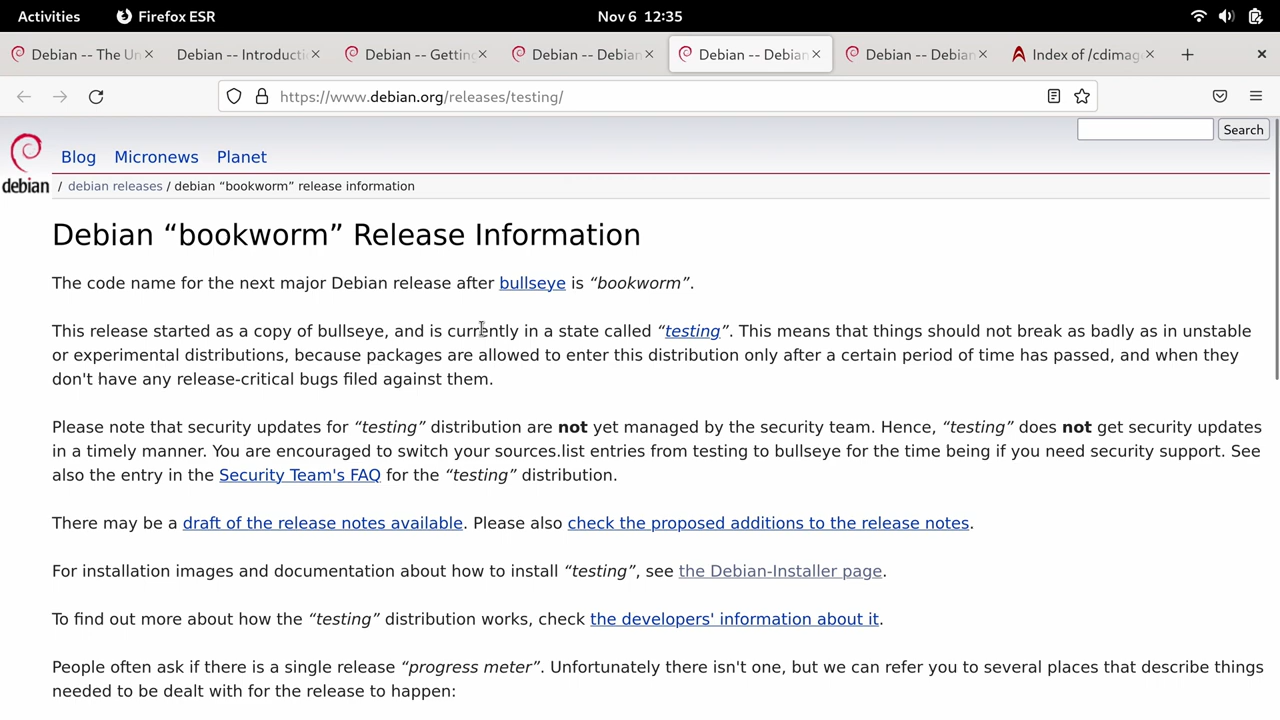 Activities Firefox ESR Nov 6 12:35
Debian -- The Un Debian -- Introducti Debian -- Getting Debian -- Debian Debian -- Debian Debian -- Debian Index of /cdimage
https://www.debian.org/releases/testing/
Search
debian
Blog Micronews Planet
/ debian releases / debian “bookworm” release information
Debian “bookworm” Release Information
The code name for the next major Debian release after bullseye is “bookworm”.
This release started as a copy of bullseye, and is currently in a state called “testing”. This means that things should not break as badly as in unstable
or experimental distributions, because packages are allowed to enter this distribution only after a certain period of time has passed, and when they
don't have any release-critical bugs filed against them.
Please note that security updates for “testing” distribution are not yet managed by the security team. Hence, “testing” does not get security updates
in a timely manner. You are encouraged to switch your sources.list entries from testing to bullseye for the time being if you need security support. See
also the entry in the Security Team's FAQ for the “testing” distribution.
There may be a draft of the release notes available. Please also check the proposed additions to the release notes.
For installation images and documentation about how to install “testing”, see the Debian-Installer page.
To find out more about how the “testing” distribution works, check the developers' information about it.
People often ask if there is a single release “progress meter”. Unfortunately there isn't one, but we can refer you to several places that describe things
needed to be dealt with for the release to happen: